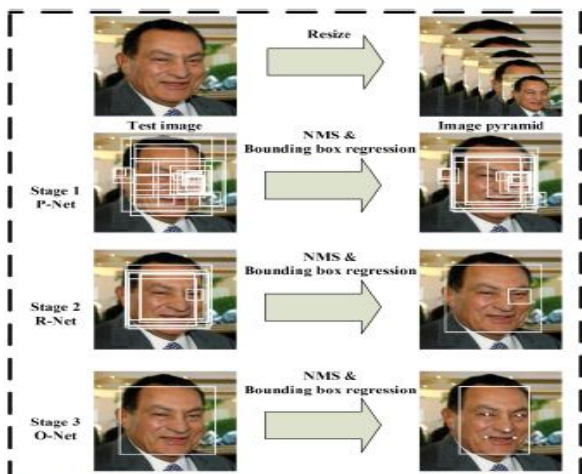 Resize
Test image
Image pyramid
NMS &
Bounding box regression
Stage 1
P-Net
NMS &
Bounding box regression
Stage 2
R-Net
NMS &
Bounding box regression
Stage 3
O-Net